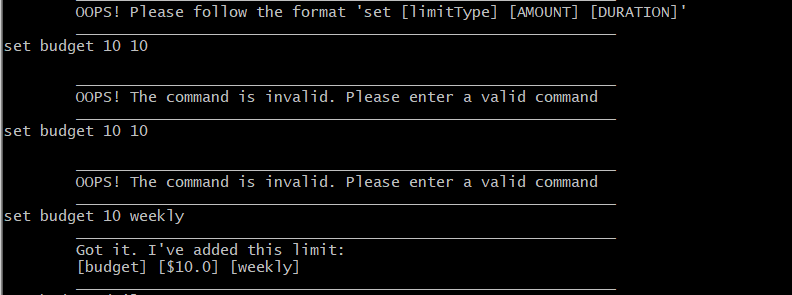 OOPS! Please follow the format 'set [limitType] [AMOUNT] [DURATION]'
set budget 10 10
OOPS! The command is invalid. Please enter a valid command
set budget 10 10
OOPS! The command is invalid. Please enter a valid command
set budget 10 weekly
Got it. I've added this limit:
[budget] [$10.0] [weekly]